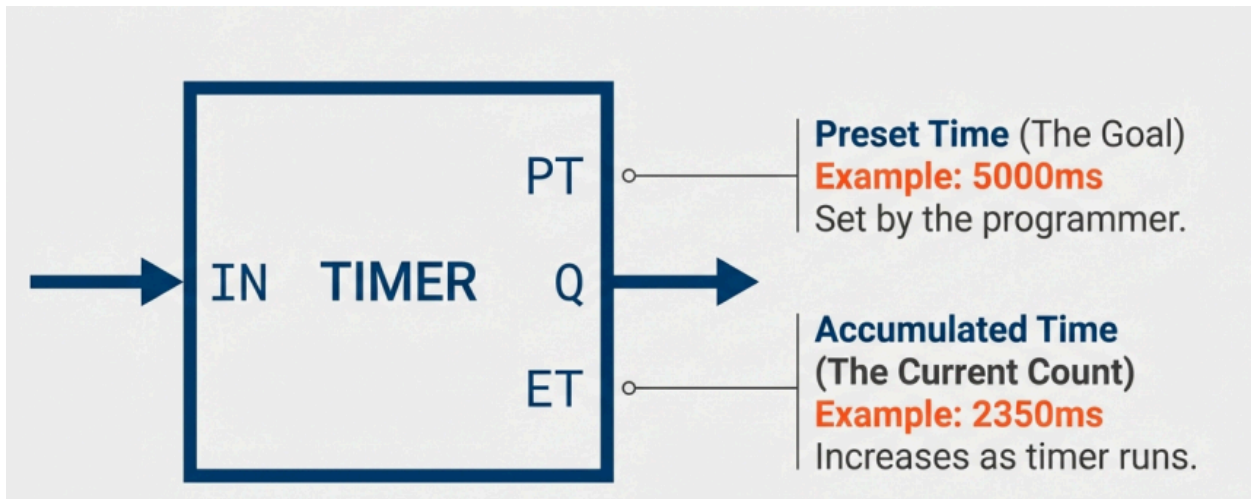 PT
IN TIMER Q
ET
Preset Time (The Goal)
Example: 5000ms
Set by the programmer.
Accumulated Time
(The Current Count)
Example: 2350ms
Increases as timer runs.